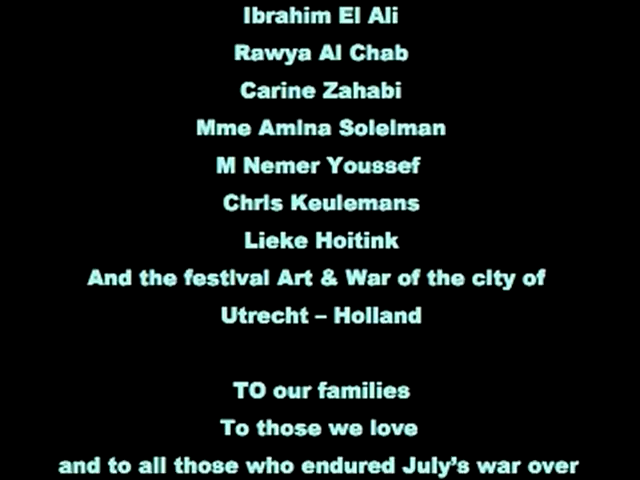 Ibrahim El Ali
Rawya Al Chab
Carine Zahabi
Mme Amina Soleiman
M Nemer Youssef
Chris Keulemans
Lieke Hoitink
And the festival Art & War of the city of
Utrecht – Holland
TO our families
To those we love
and to all those who endured July's war over